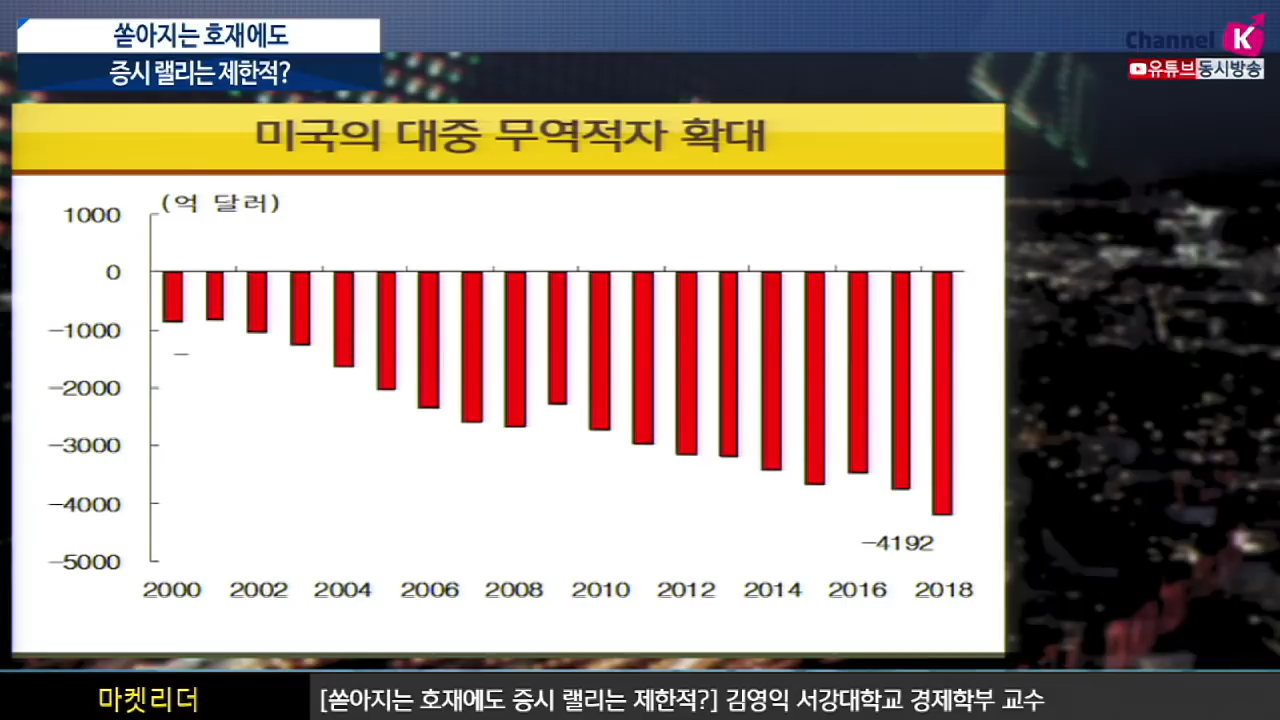 쏟아지는 호재에도
증시 랠리는 제한적?
Channel K
유튜브동시방송
미국의 대중 무역적자 확대
(억 달러)
1000
0
-1000
-2000
-3000
-4000
-5000
-4192
2000 2002 2004 2006 2008 2010 2012 2014 2016 2018
마켓리더 [쏟아지는 호재에도 증시 랠리는 제한적?] 김영익 서강대학교 경제학부 교수